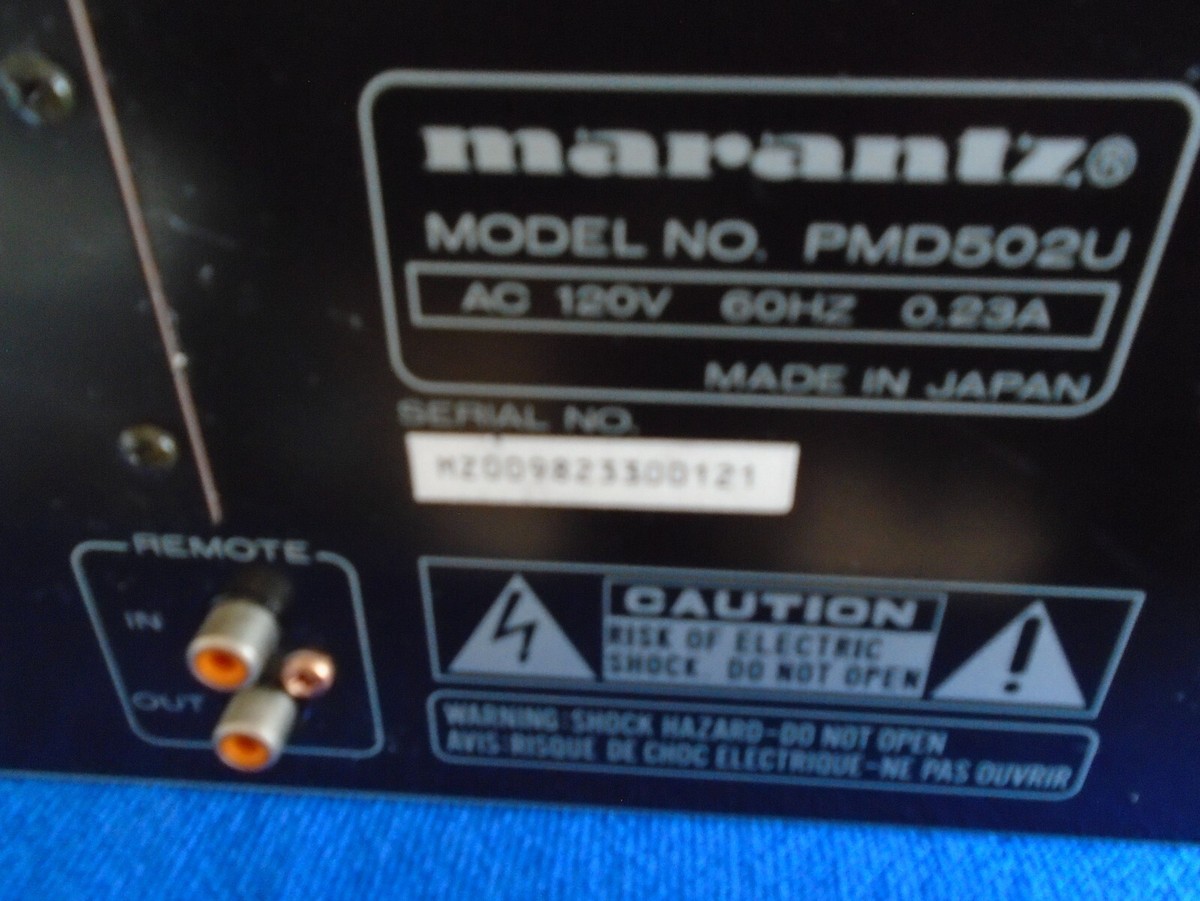 marantz®
MODEL NO. PMD502U
AC 120V 60HZ 0.23A
MADE IN JAPAN
SERIAL NO.
MZ009823300121
REMOTE
IN
OUT
CAUTION
RISK OF ELECTRIC
SHOCK. DO NOT OPEN
WARNING:SHOCK HAZARD-DO NOT OPEN
AVIS:RISQUE DE CHOC ELECTRIQUE-NE PAS OUVRIR